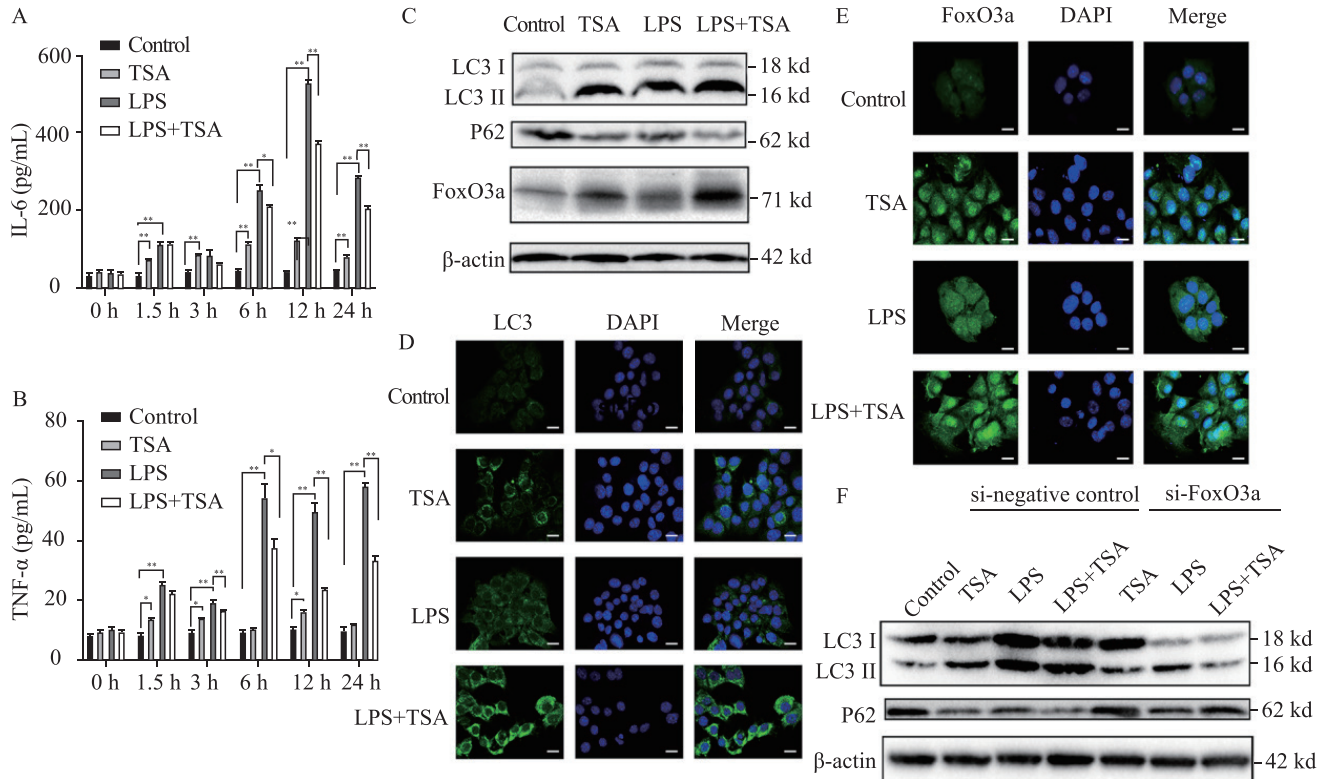 A
Control
TSA
LPS
LPS+TSA
IL-6 (pg/mL)
600
400
200
0
** ** ** ** * ** ** ** ** ** ** ** **
0 h 1.5 h 3 h 6 h 12 h 24 h
B
Control
TSA
LPS
LPS+TSA
TNF-α (pg/mL)
80
60
40
20
0
* ** * ** ** ** * * ** ** ** **
0 h 1.5 h 3 h 6 h 12 h 24 h
C
Control TSA LPS LPS+TSA
LC3 I 18 kd
LC3 II 16 kd
P62 62 kd
FoxO3a 71 kd
β-actin 42 kd
D
LC3 DAPI Merge
Control
TSA
LPS
LPS+TSA
E
FoxO3a DAPI Merge
Control
TSA
LPS
LPS+TSA
F
si-negative control si-FoxO3a
Control TSA LPS LPS+TSA TSA LPS LPS+TSA
LC3 I 18 kd
LC3 II 16 kd
P62 62 kd
β-actin 42 kd